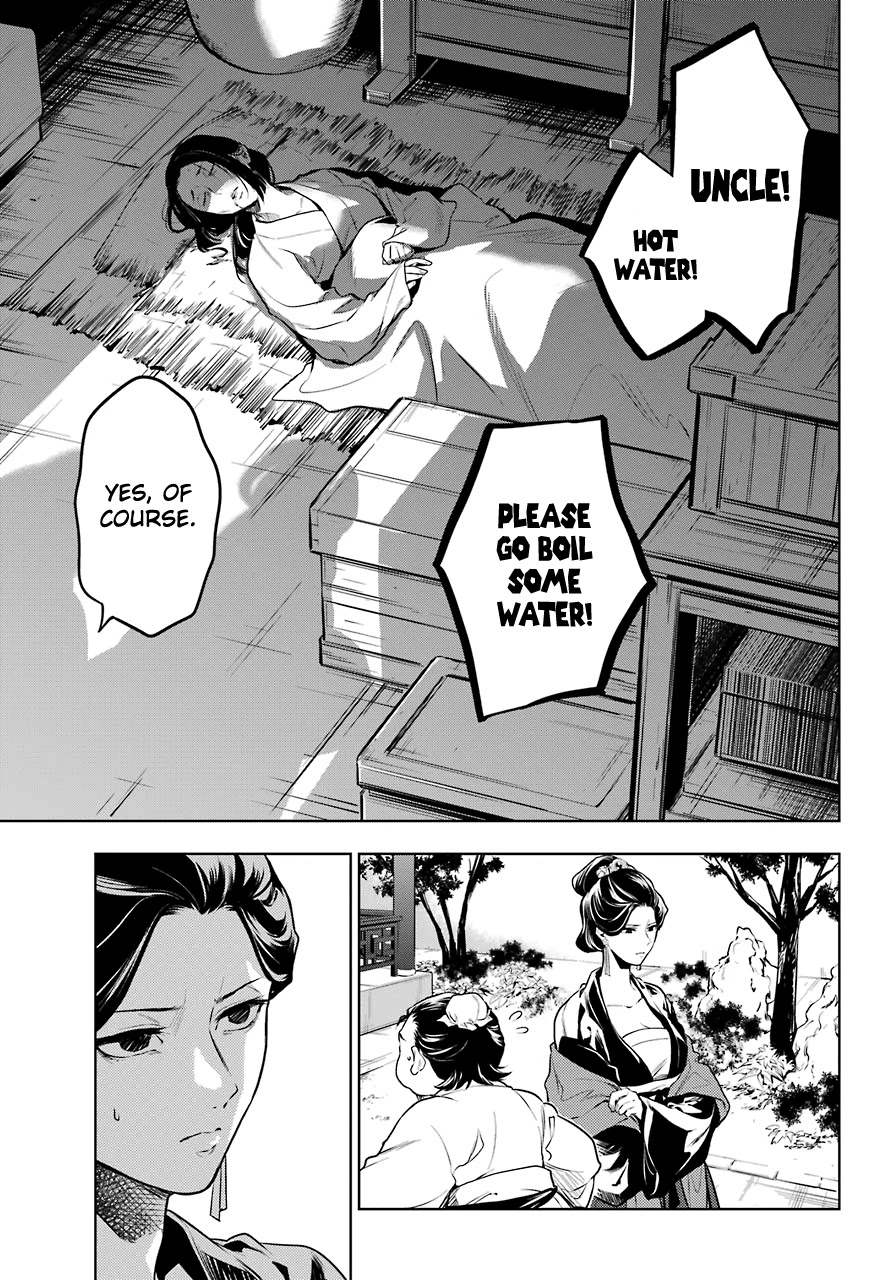 UNCLE!
HOT
WATER!
PLEASE
GO BOIL
SOME
WATER!
YES, OF
COURSE.